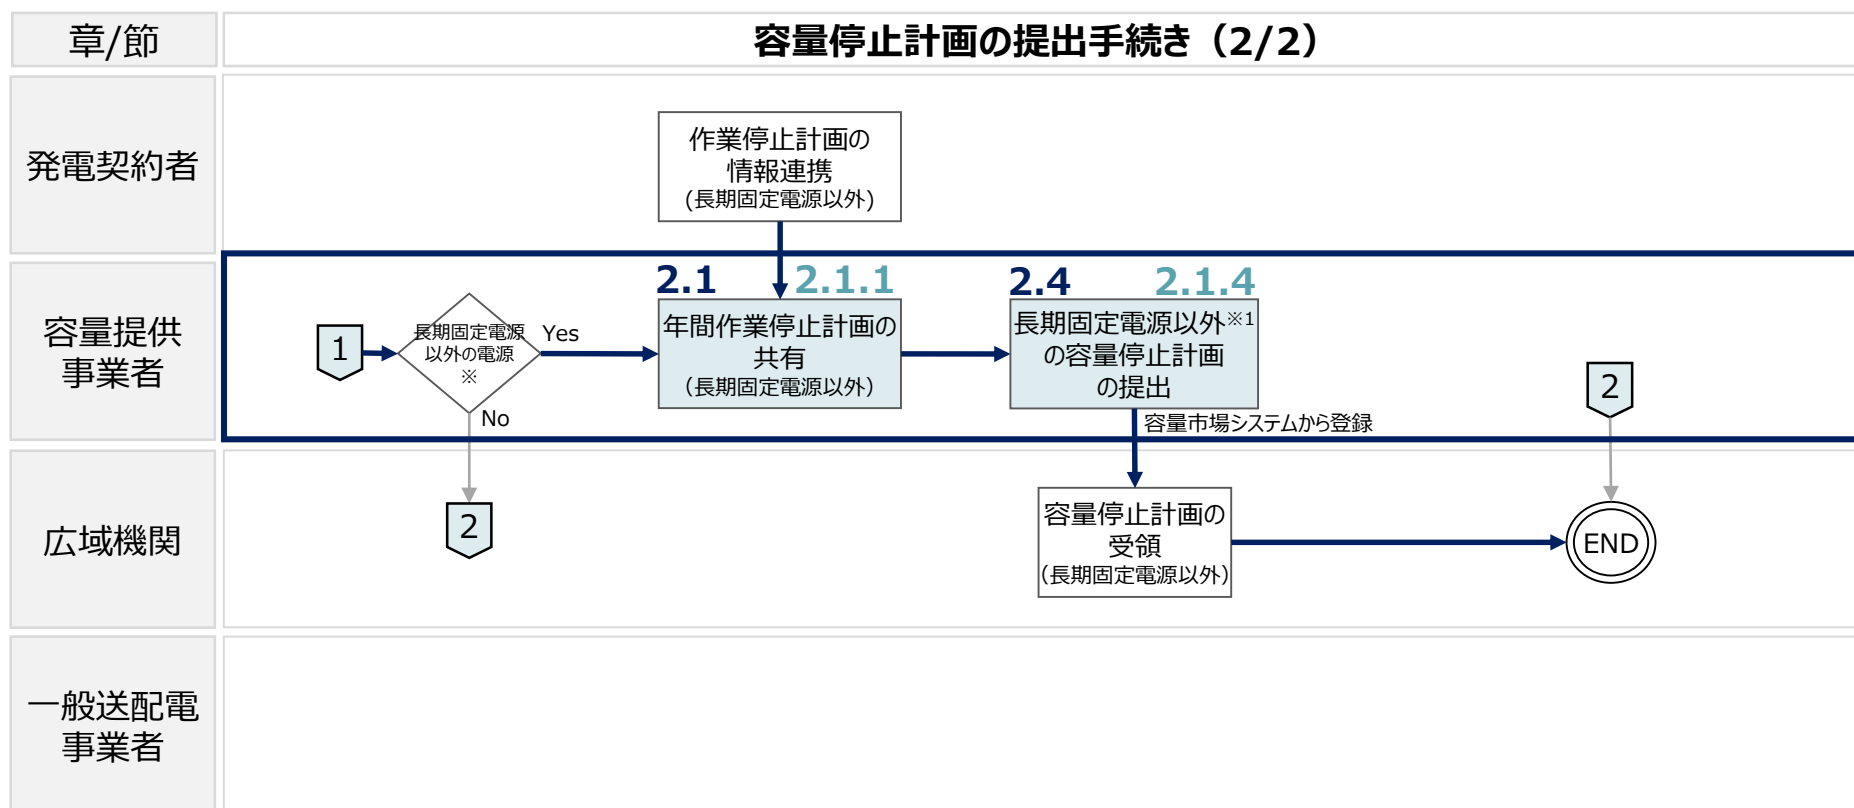 章/節
容量停止計画の提出手続き（2/2）
発電契約者
作業停止計画の
情報連携
(長期固定電源以外)
容量提供
事業者
1
長期固定電源
以外の電源
※
Yes
No
2.1
2.1.1
年間作業停止計画の
共有
（長期固定電源以外）
2.4
2.1.4
長期固定電源以外※1
の容量停止計画
の提出
容量市場システムから登録
2
広域機関
2
容量停止計画の
受領
（長期固定電源以外）
END
一般送配電
事業者